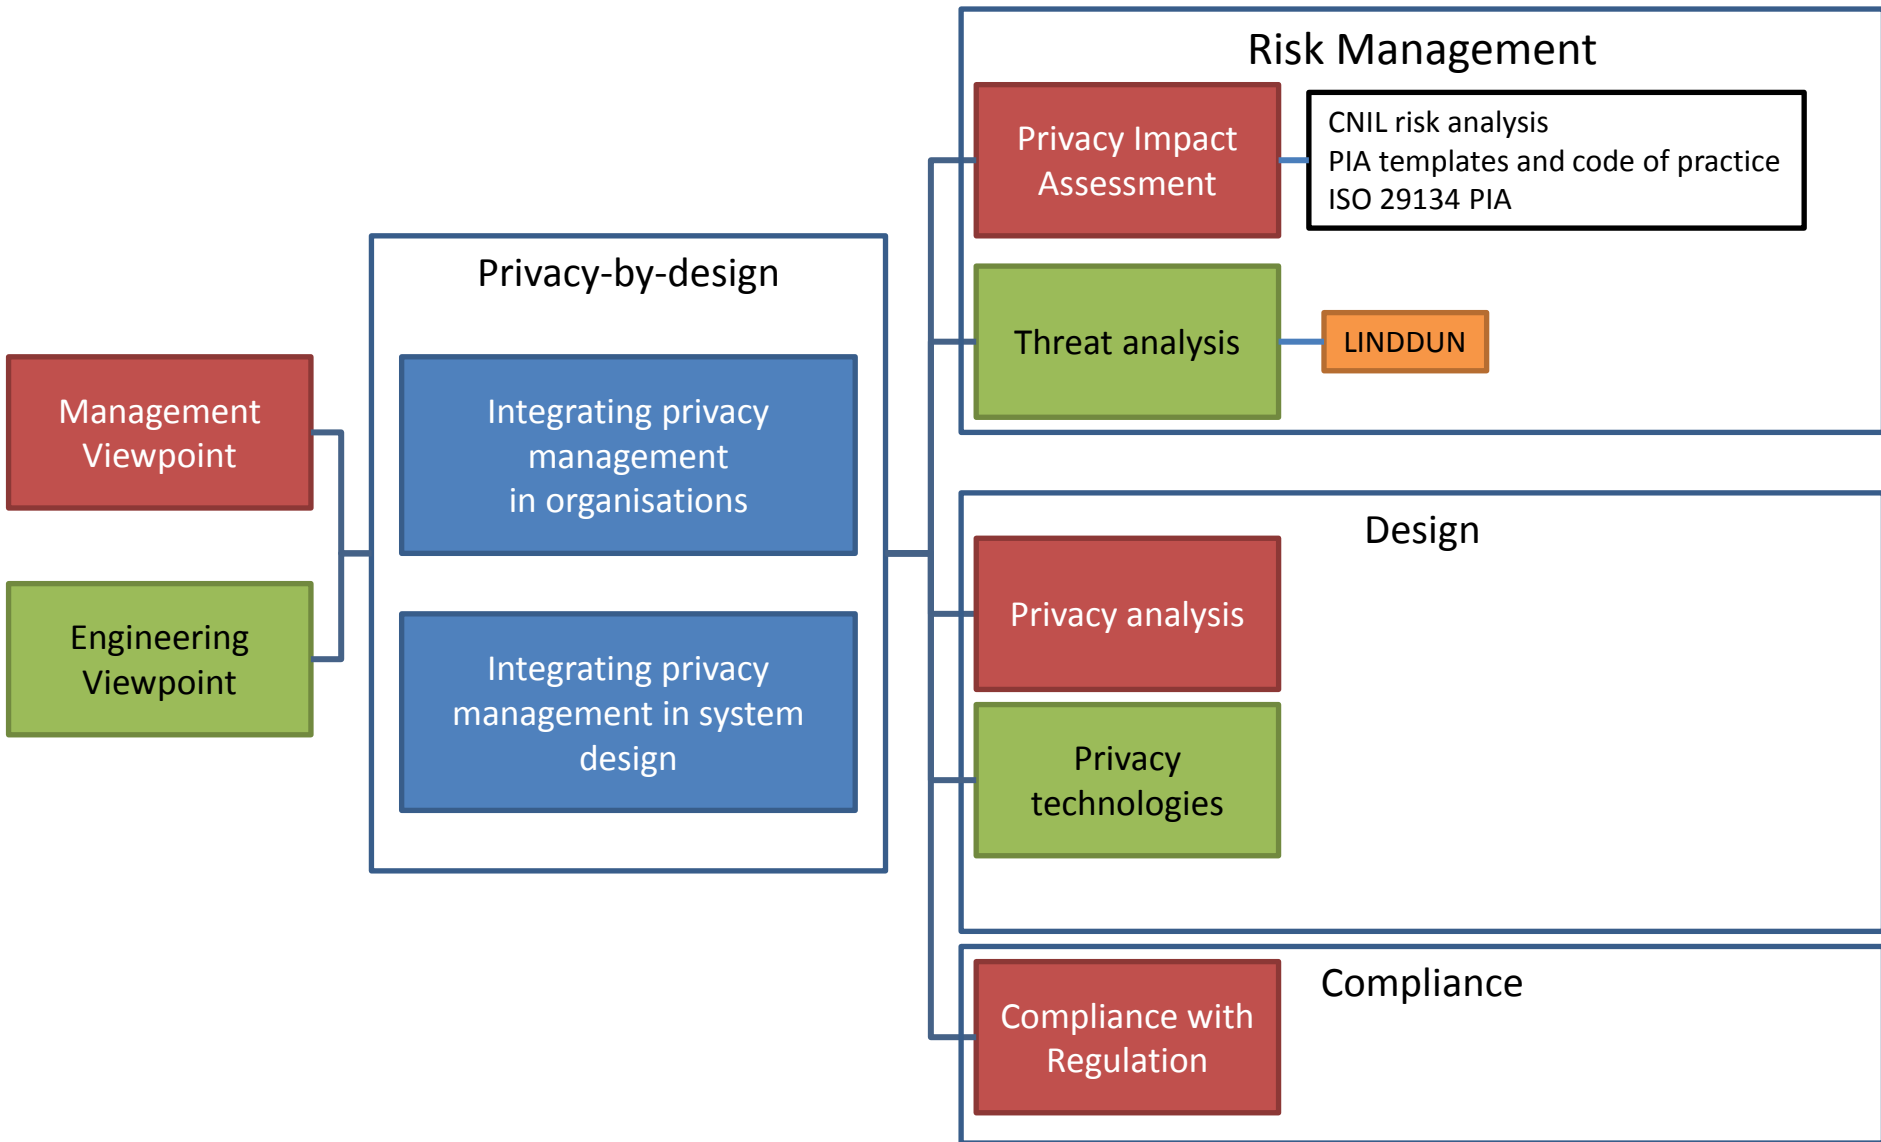 Management
Viewpoint
Engineering
Viewpoint
Privacy-by-design
Integrating privacy
management
in organisations
Integrating privacy
management in system
design
Risk Management
Privacy Impact
Assessment
CNIL risk analysis
PIA templates and code of practice
ISO 29134 PIA
Threat analysis
LINDDUN
Design
Privacy analysis
Privacy
technologies
Compliance
Compliance with
Regulation